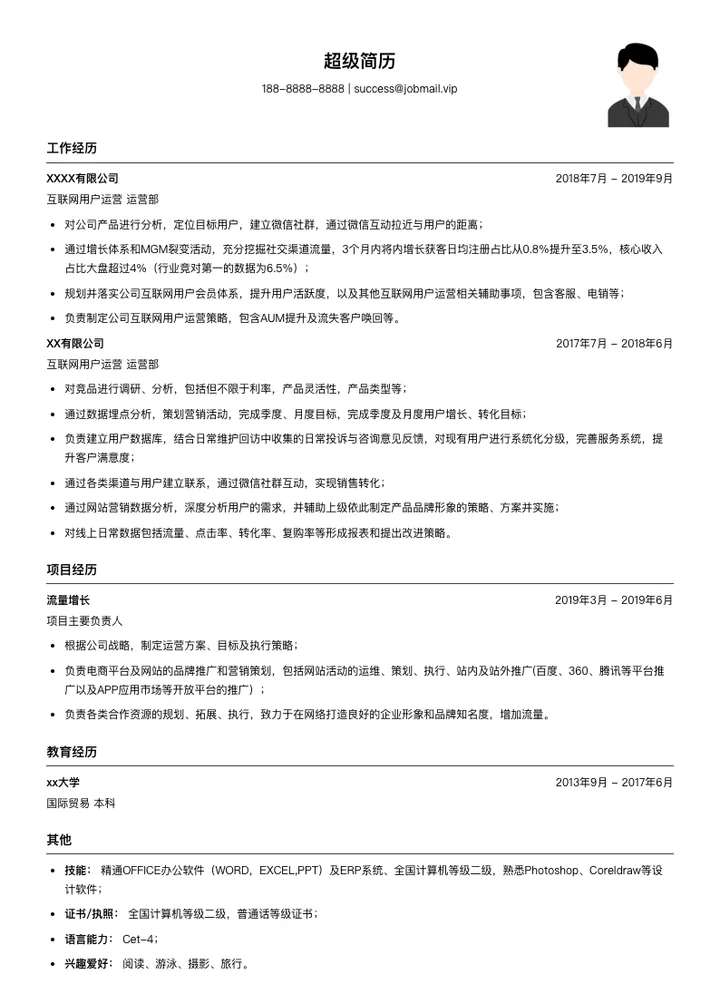 超级简历
188-8888-8888 | success@jobmail.vip
工作经历
XXXX有限公司 2018年7月 - 2019年9月
互联网用户运营 运营部
• 对公司产品进行分析，定位目标用户，建立微信社群，通过微信互动拉近与用户的距离；
• 通过增长体系和MGM裂变活动，充分挖掘社交渠道流量，3个月内将内增长获客日均注册占比从0.8%提升至3.5%，核心收入
占比大盘超过4%（行业竞对第一的数据为6.5%）；
• 规划并落实公司互联网用户会员体系，提升用户活跃度，以及其他互联网用户运营相关辅助事项，包含客服、电销等；
• 负责制定公司互联网用户运营策略，包含AUM提升及流失客户唤回等。
XX有限公司 2017年7月 - 2018年6月
互联网用户运营 运营部
• 对竞品进行调研、分析，包括但不限于利率，产品灵活性，产品类型等；
• 通过数据埋点分析，策划营销活动，完成季度、月度目标，完成季度及月度用户增长、转化目标；
• 负责建立用户数据库，结合日常维护回访中收集的日常投诉与咨询意见反馈，对现有用户进行系统化分级，完善服务系统，提
升客户满意度；
• 通过各类渠道与用户建立联系，通过微信社群互动，实现销售转化；
• 通过网站营销数据分析，深度分析用户的需求，并辅助上级依此制定产品品牌形象的策略、方案并实施；
• 对线上日常数据包括流量、点击率、转化率、复购率等形成报表和提出改进策略。
项目经历
流量增长 2019年3月 - 2019年6月
项目主要负责人
• 根据公司战略，制定运营方案、目标及执行策略；
• 负责电商平台及网站的品牌推广和营销策划，包括网站活动的运维、策划、执行、站内及站外推广(百度、360、腾讯等平台推
广以及APP应用市场等开放平台的推广）；
• 负责各类合作资源的规划、拓展、执行，致力于在网络打造良好的企业形象和品牌知名度，增加流量。
教育经历
xx大学 2013年9月 - 2017年6月
国际贸易 本科
其他
• 技能： 精通OFFICE办公软件（WORD，EXCEL,PPT）及ERP系统、全国计算机等级二级，熟悉Photoshop、Coreldraw等设
计软件；
• 证书/执照： 全国计算机等级二级，普通话等级证书；
• 语言能力： Cet-4；
• 兴趣爱好： 阅读、游泳、摄影、旅行。